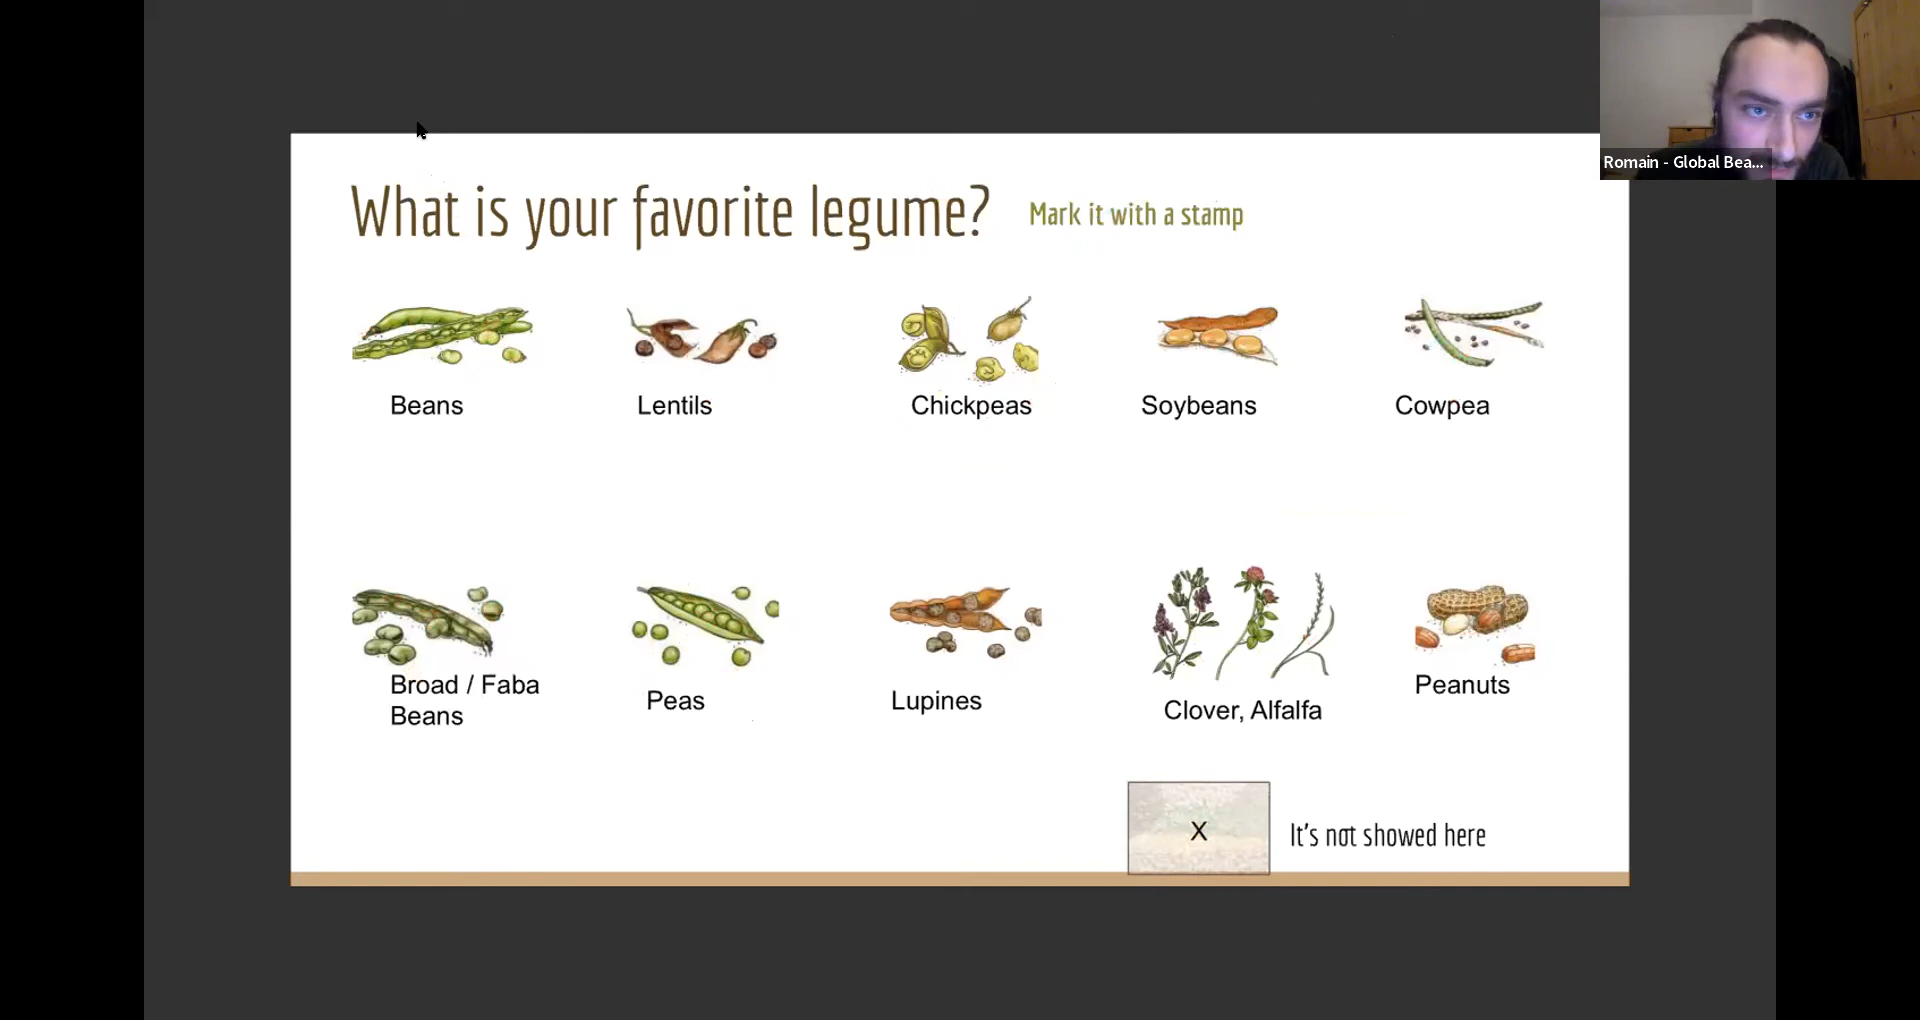 Romain - Global Bea...
What is your favorite legume?
Mark it with a stamp
Beans
Lentils
Chickpeas
Soybeans
Cowpea
Broad / Faba
Beans
Peas
Lupines
Clover, Alfalfa
Peanuts
X
It's not showed here